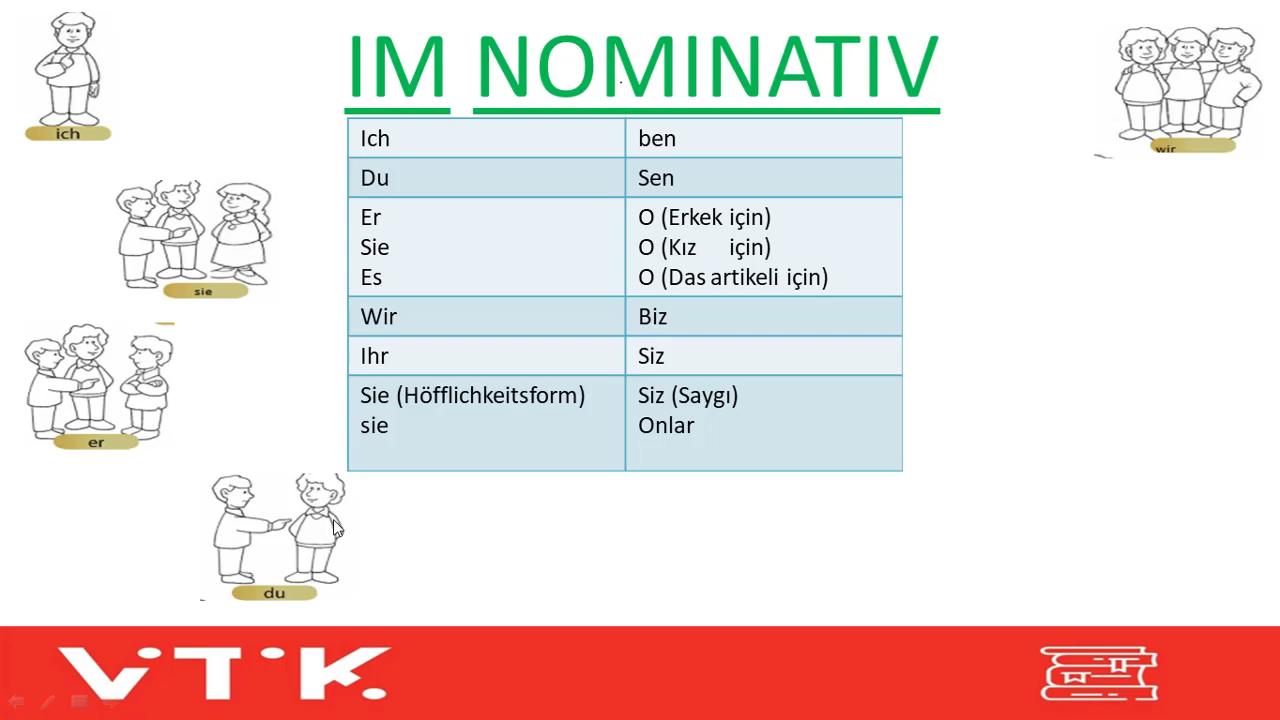 IM NOMINATIV
ich
wir
Ich ben
Du Sen
Er O (Erkek için)
Sie O (Kız için)
Es O (Das artikeli için)
Wir Biz
Ihr Siz
Sie (Höfflichkeitsform) Siz (Saygı)
sie Onlar
sie
er
du
VTK